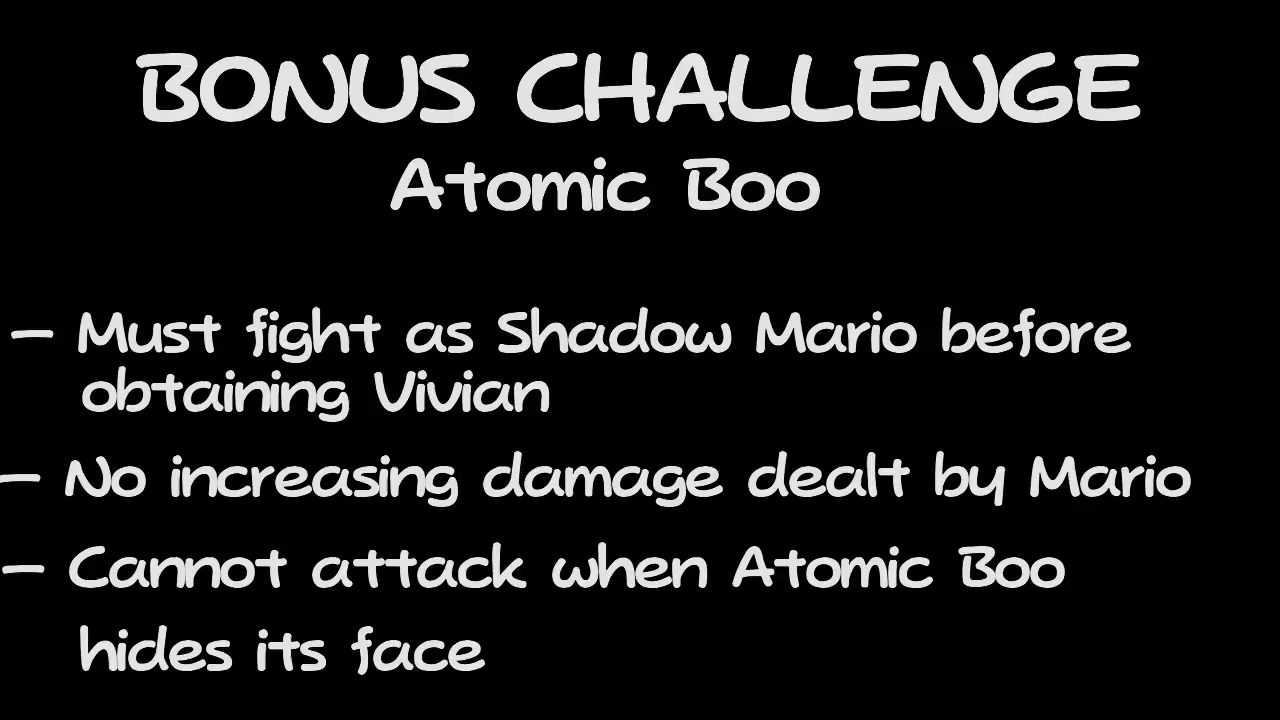 BONUS CHALLENGE
Atomic Boo
– Must fight as Shadow Mario before
obtaining Vivian
– No increasing damage dealt by Mario
– Cannot attack when Atomic Boo
hides its face